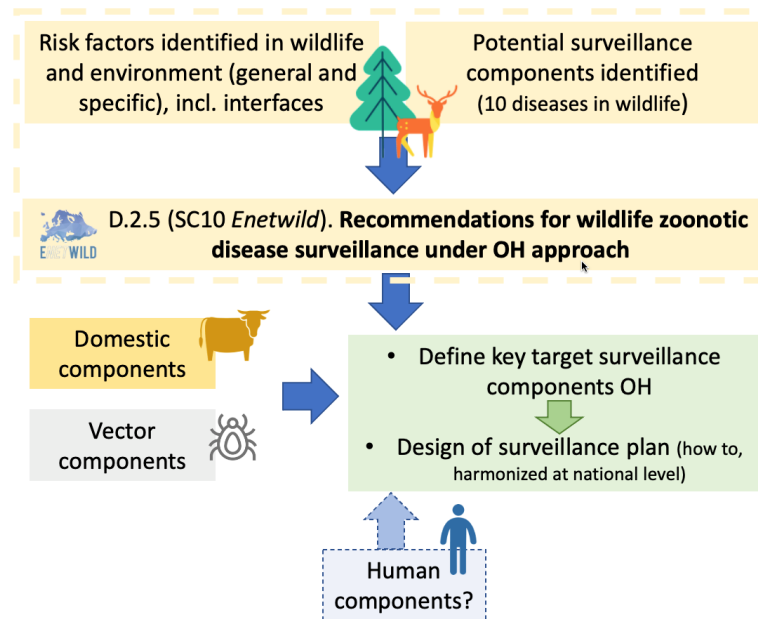 Risk factors identified in wildlife
and environment (general and
specific), incl. interfaces
Potential surveillance
components identified
(10 diseases in wildlife)
ENETWILD
D.2.5 (SC10 Enetwild). Recommendations for wildlife zoonotic
disease surveillance under OH approach
Domestic
components
Vector
components
• Define key target surveillance
components OH
• Design of surveillance plan (how to,
harmonized at national level)
Human
components?